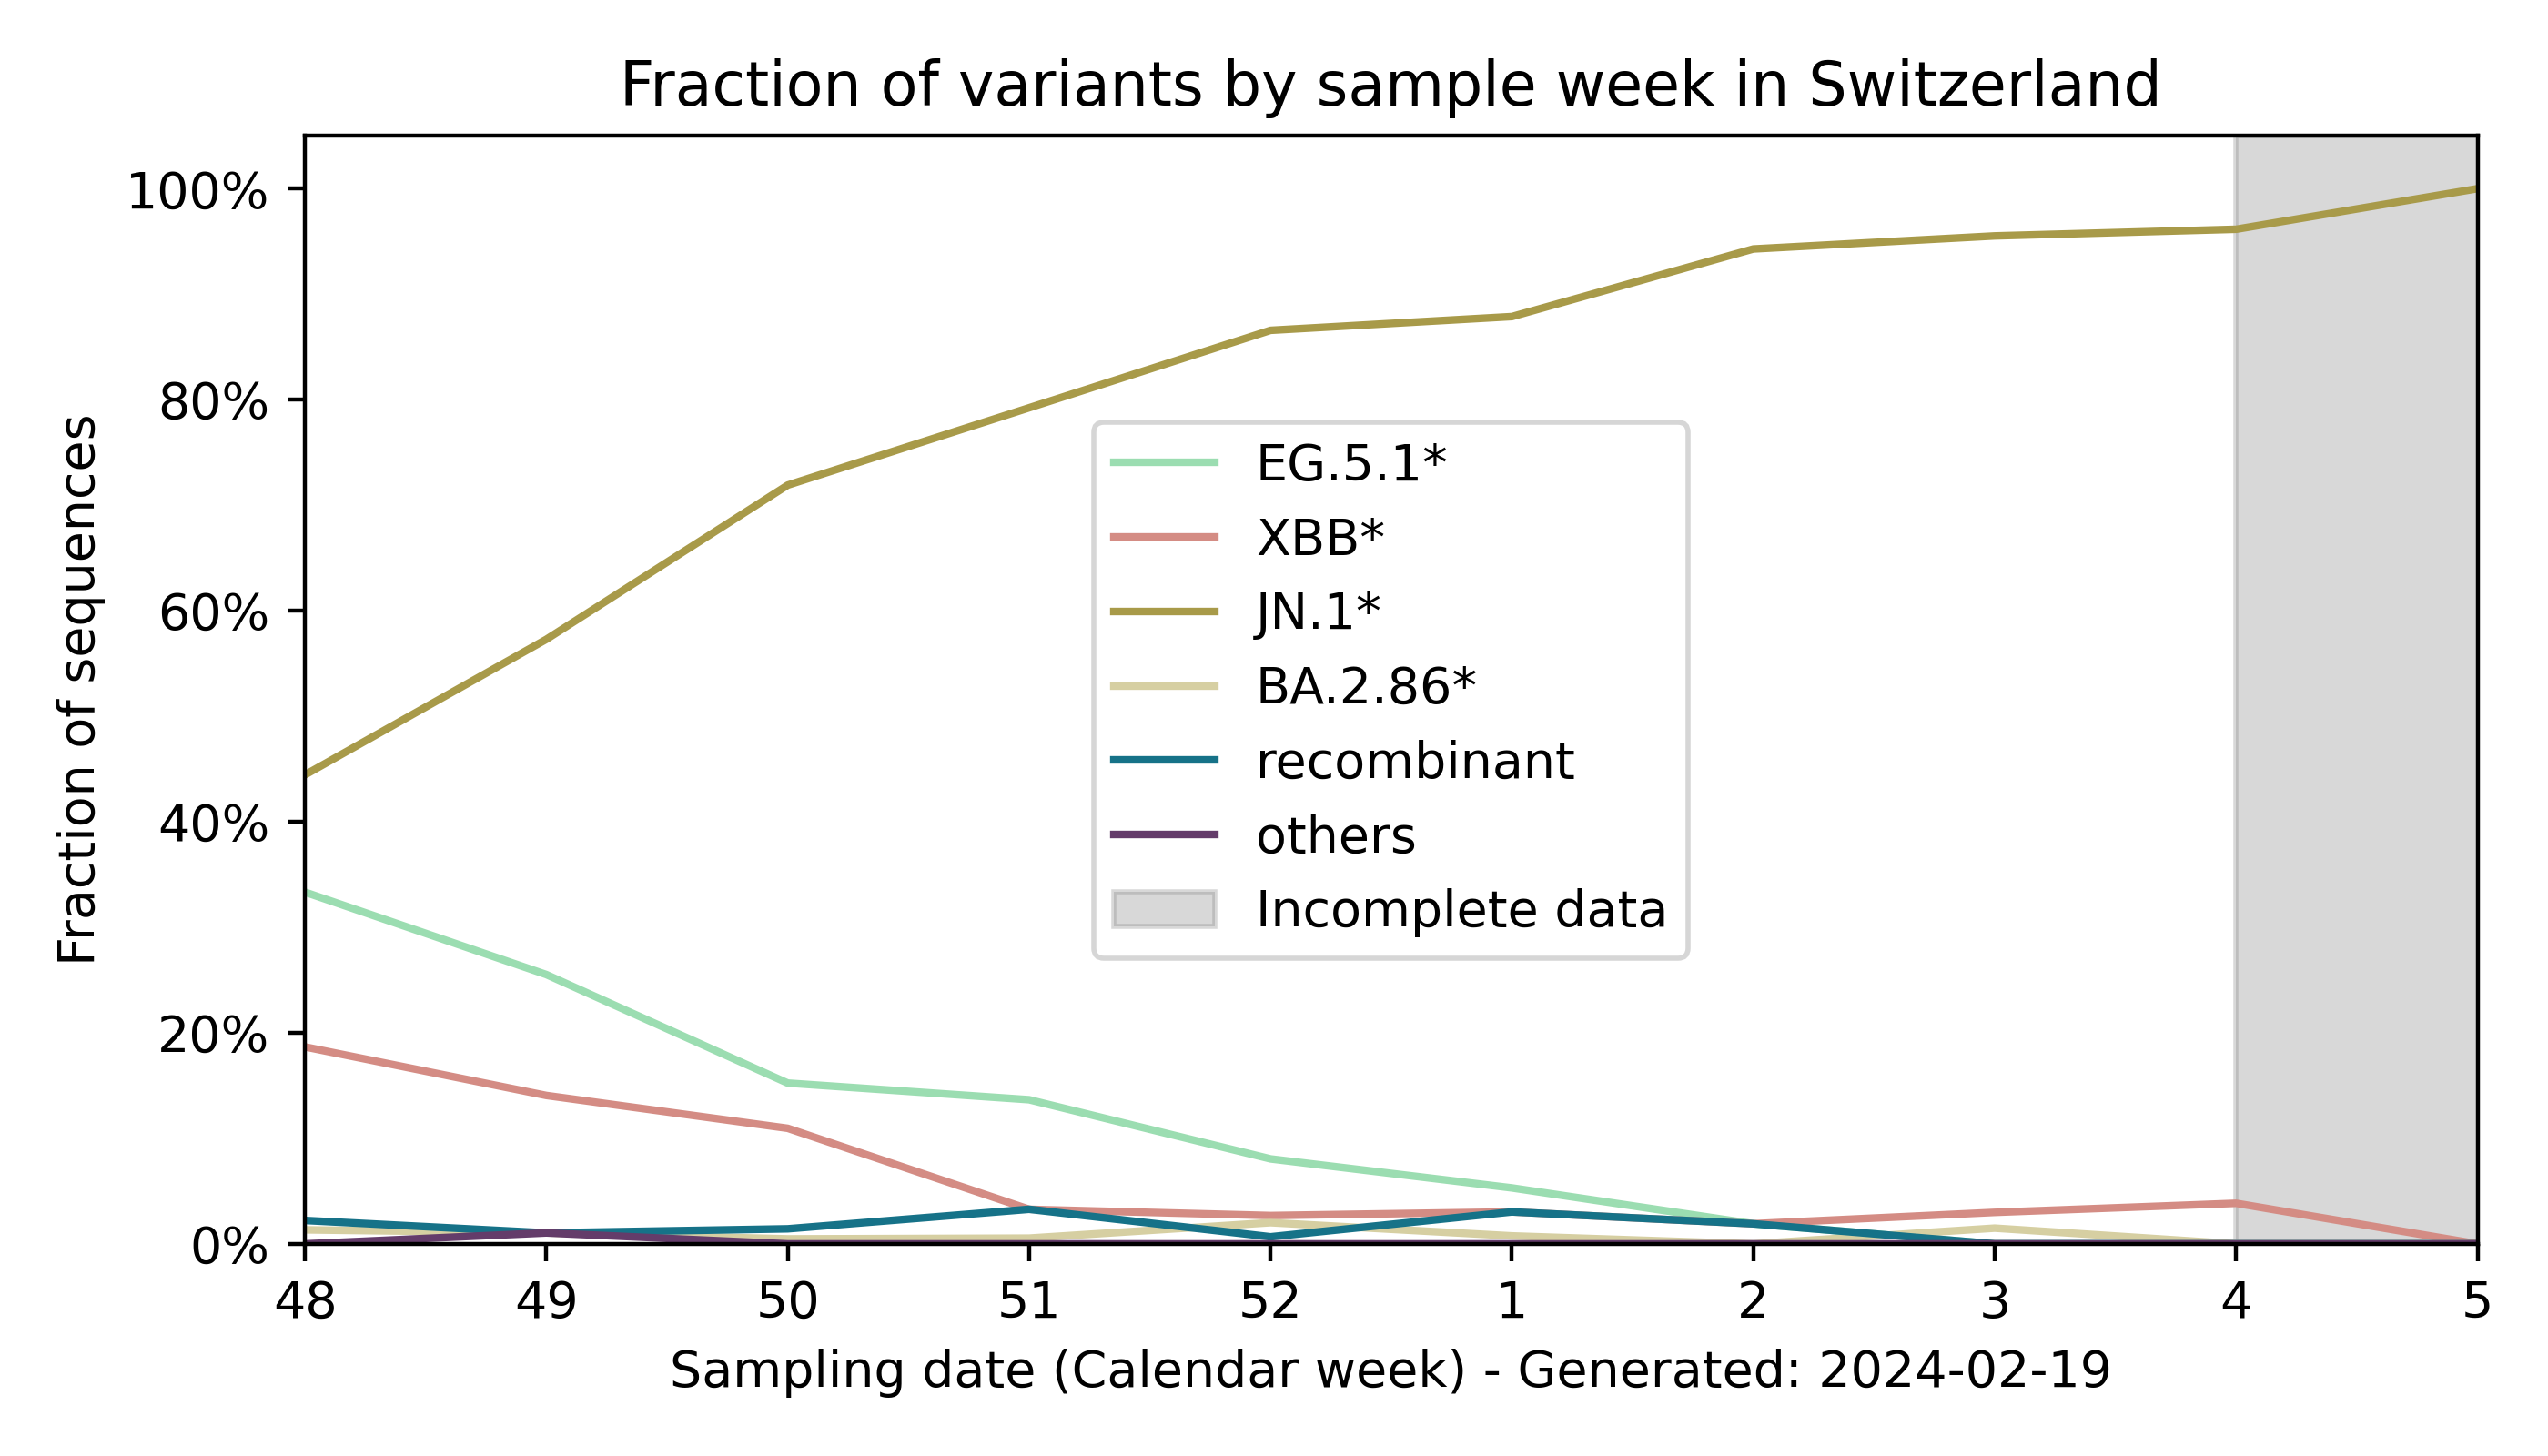 Fraction of variants by sample week in Switzerland
Fraction of sequences
100%
80%
60%
40%
20%
0%
EG.5.1*
XBB*
JN.1*
BA.2.86*
recombinant
others
Incomplete data
48 49 50 51 52 1 2 3 4 5
Sampling date (Calendar week) - Generated: 2024-02-19